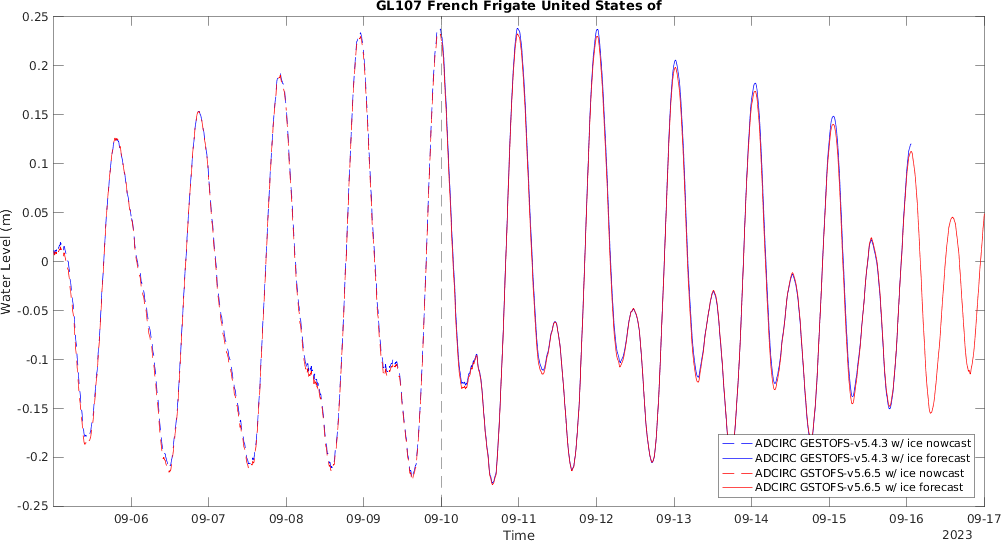 GL107 French Frigate United States of
Water Level (m)
0.25
0.2
0.15
0.1
0.05
0
-0.05
-0.1
-0.15
-0.2
-0.25
ADCIRC GESTOFS-v5.4.3 w/ ice nowcast
ADCIRC GESTOFS-v5.4.3 w/ ice forecast
ADCIRC GSTOFS-v5.6.5 w/ ice nowcast
ADCIRC GSTOFS-v5.6.5 w/ ice forecast
09-06 09-07 09-08 09-09 09-10 09-11 09-12 09-13 09-14 09-15 09-16 09-17
Time
2023